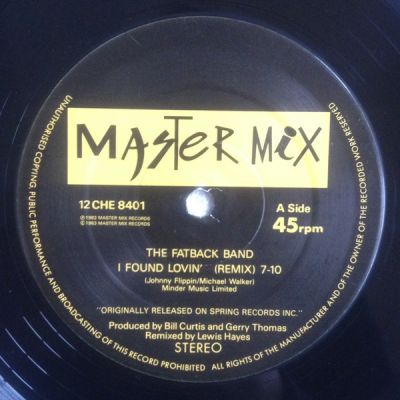 MASTER MiX
12 CHE 8401
℗ 1983 MASTER MIX RECORDS
© 1983 MASTER MIX RECORDS
A Side
45rpm
THE FATBACK BAND
I FOUND LOVIN' (REMIX) 7-10
(Johnny Flippin/Michael Walker)
Minder Music Limited
"ORIGINALLY RELEASED ON SPRING RECORDS INC."
Produced by Bill Curtis and Gerry Thomas
Remixed by Lewis Hayes
STEREO
UNAUTHORISED COPYING, PUBLIC PERFORMANCE AND BROADCASTING OF THIS RECORD PROHIBITED ALL RIGHTS OF THE MANUFACTURER AND OF THE OWNER OF THE RECORDED WORK RESERVED